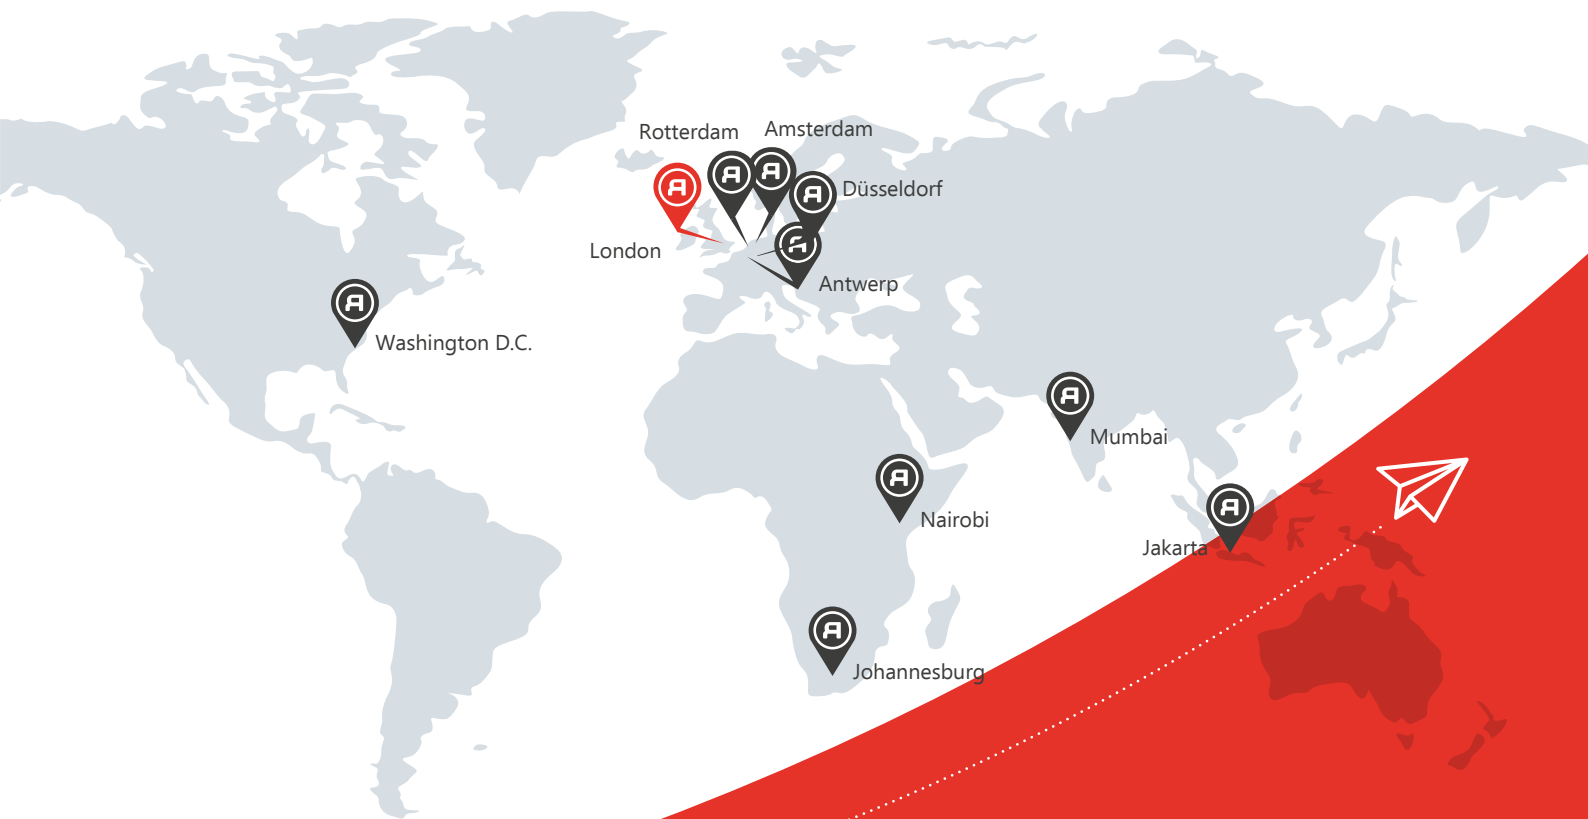 Rotterdam
Amsterdam
Düsseldorf
London
Antwerp
Washington D.C.
Mumbai
Nairobi
Jakarta
Johannesburg